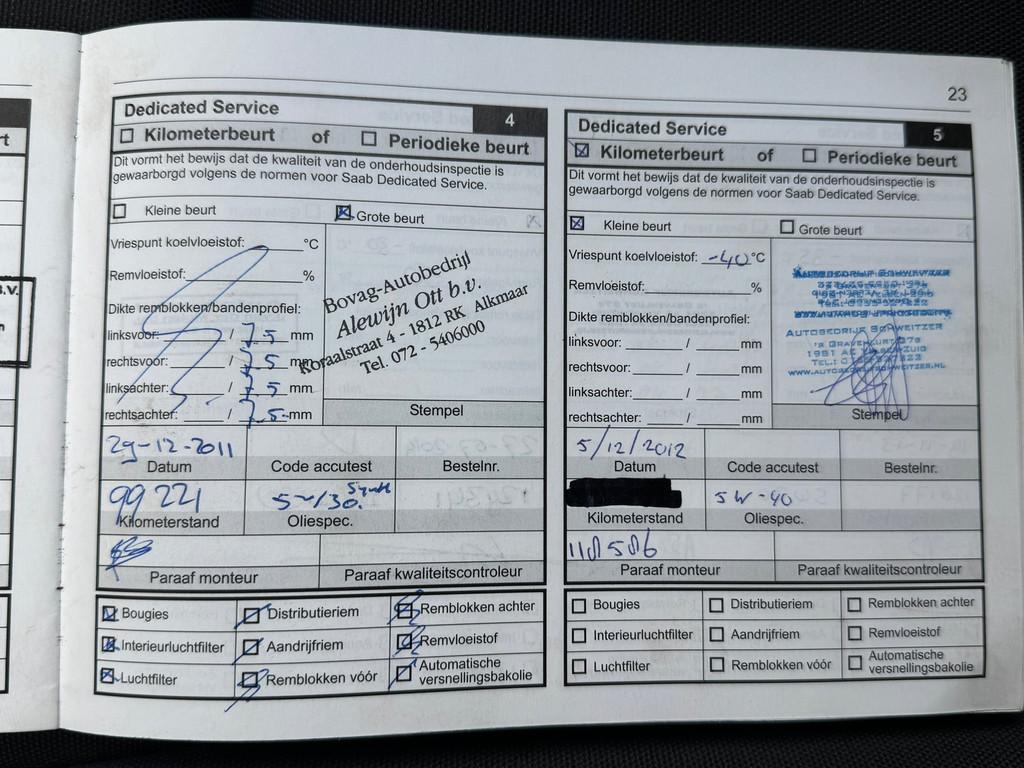 23
Dedicated Service
4
Kilometerbeurt of Periodieke beurt
Dit vormt het bewijs dat de kwaliteit van de onderhoudsinspectie is
gewaarborgd volgens de normen voor Saab Dedicated Service.
Kleine beurt Grote beurt
Vriespunt koelvloeistof: °C
Remvloeistof: %
Dikte remblokken/bandenprofiel:
linksvoor: / 7.5 mm
rechtsvoor: / 7.5 mm
linksachter: / 7.5 mm
rechtsachter: / 7.5 mm
Bovag-Autobedrijf
Alewijn Ott b.v.
Koraalstraat 4 - 1812 RK Alkmaar
Tel. 072 - 5406000
Stempel
29-12-2011
Datum Code accutest Bestelnr.
99221
Kilometerstand Oliespec.
Paraaf monteur Paraaf kwaliteitscontroleur
Bougies Distributieriem Remblokken achter
Interieurluchtfilter Aandrijfriem Remvloeistof
Luchtfilter Remblokken vóór Automatische
versnellingsbakolie
Dedicated Service
5
Kilometerbeurt of Periodieke beurt
Dit vormt het bewijs dat de kwaliteit van de onderhoudsinspectie is
gewaarborgd volgens de normen voor Saab Dedicated Service.
Kleine beurt Grote beurt
Vriespunt koelvloeistof: -40 °C
Remvloeistof: %
Dikte remblokken/bandenprofiel:
linksvoor: / mm
rechtsvoor: / mm
linksachter: / mm
rechtsachter: / mm
AUTOBEDRIJF SCHWEITZER
Stempel
5/12/2012
Datum Code accutest Bestelnr.
5W-40
Kilometerstand Oliespec.
118586
Paraaf monteur Paraaf kwaliteitscontroleur
Bougies Distributieriem Remblokken achter
Interieurluchtfilter Aandrijfriem Remvloeistof
Luchtfilter Remblokken vóór Automatische
versnellingsbakolie